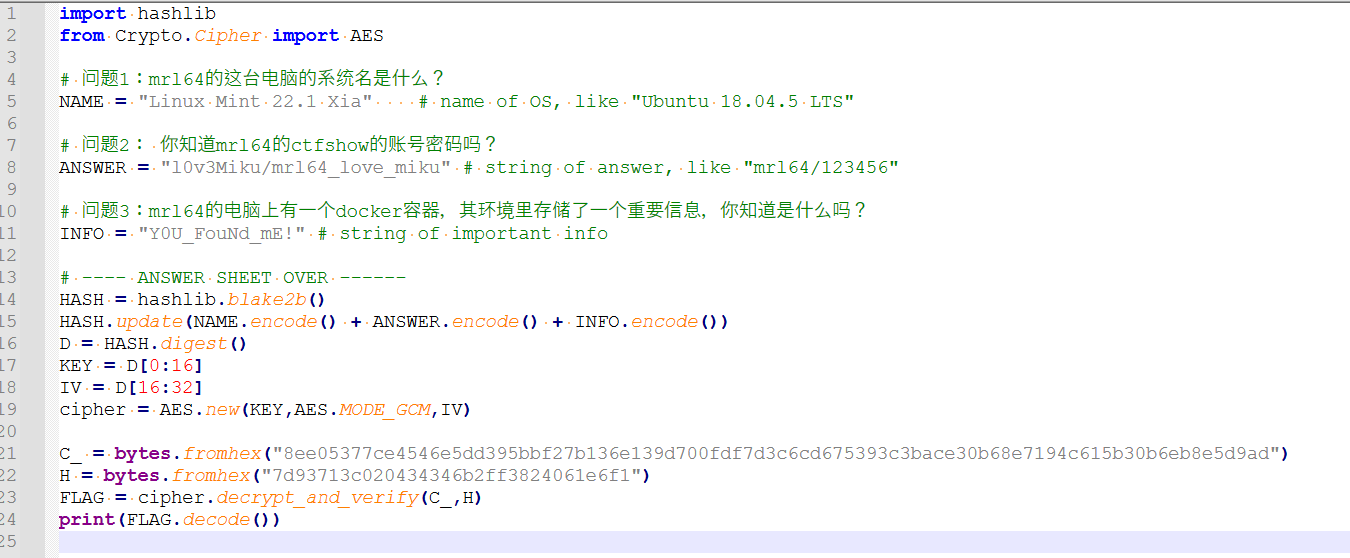 1 import hashlib
2 from Crypto.Cipher import AES
3
4 # 问题1：mrl64的这台电脑的系统名是什么？
5 NAME = "Linux Mint 22.1 Xia"    # name of OS, like "Ubuntu 18.04.5 LTS"
6
7 # 问题2： 你知道mrl64的ctfshow的账号密码吗？
8 ANSWER = "l0v3Miku/mrl64_love_miku" # string of answer, like "mrl64/123456"
9
10 # 问题3：mrl64的电脑上有一个docker容器，其环境里存储了一个重要信息，你知道是什么吗？
11 INFO = "Y0U_FouNd_mE!" # string of important info
12
13 # ---- ANSWER SHEET OVER ------
14 HASH = hashlib.blake2b()
15 HASH.update(NAME.encode() + ANSWER.encode() + INFO.encode())
16 D = HASH.digest()
17 KEY = D[0:16]
18 IV = D[16:32]
19 cipher = AES.new(KEY,AES.MODE_GCM,IV)
20
21 C_ = bytes.fromhex("8ee05377ce4546e5dd395bbf27b136e139d700fdf7d3c6cd675393c3bace30b68e7194c615b30b6eb8e5d9ad")
22 H = bytes.fromhex("7d93713c020434346b2ff3824061e6f1")
23 FLAG = cipher.decrypt_and_verify(C_,H)
24 print(FLAG.decode())
25